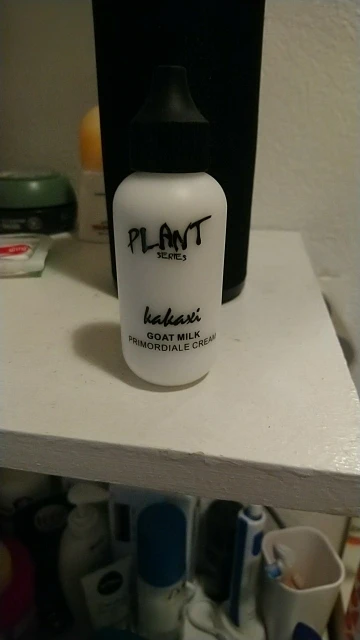 PLANT
SERIES
kakaxi
GOAT MILK
PRIMORDIALE CREAM